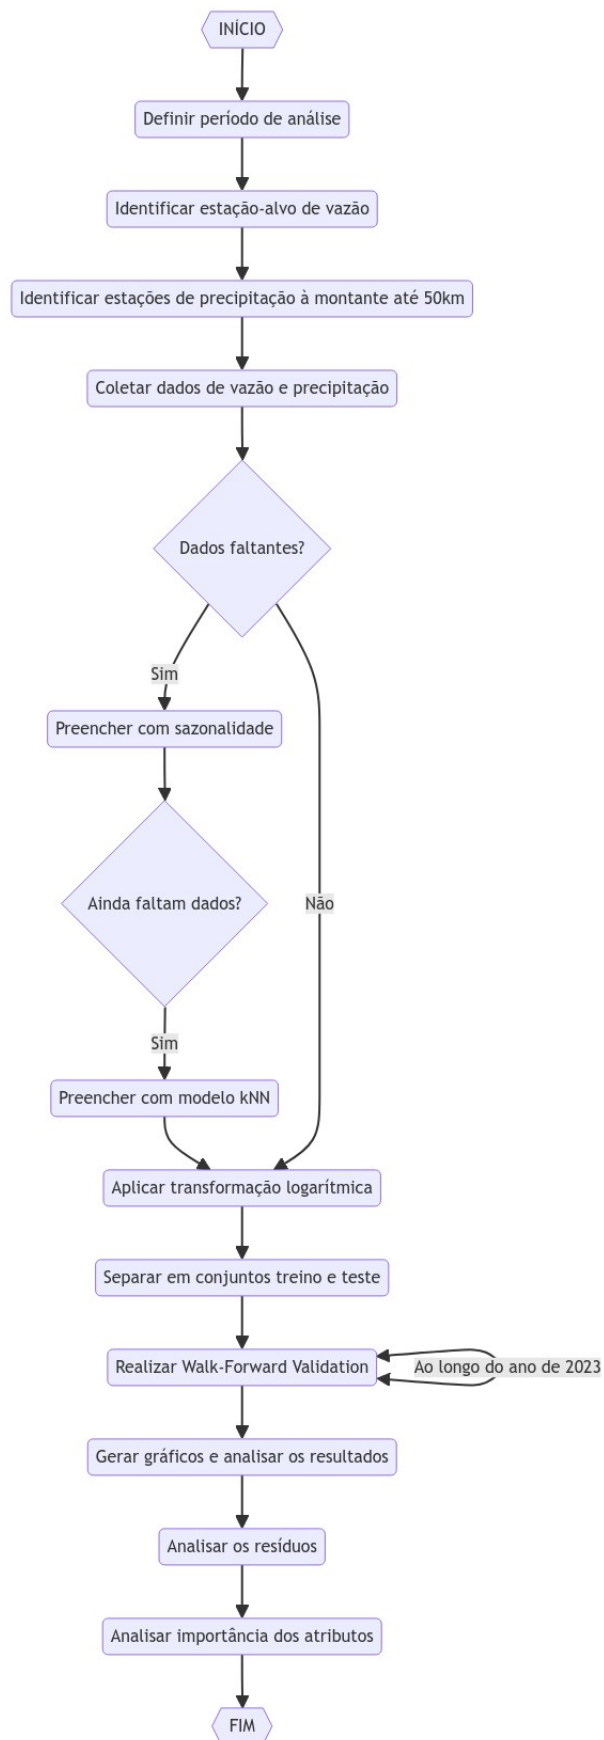 INÍCIO
Definir período de análise
Identificar estação-alvo de vazão
Identificar estações de precipitação à montante até 50km
Coletar dados de vazão e precipitação
Dados faltantes?
Sim
Preencher com sazonalidade
Ainda faltam dados?
Não
Sim
Preencher com modelo kNN
Aplicar transformação logarítmica
Separar em conjuntos treino e teste
Realizar Walk-Forward Validation
Ao longo do ano de 2023
Gerar gráficos e analisar os resultados
Analisar os resíduos
Analisar importância dos atributos
FIM